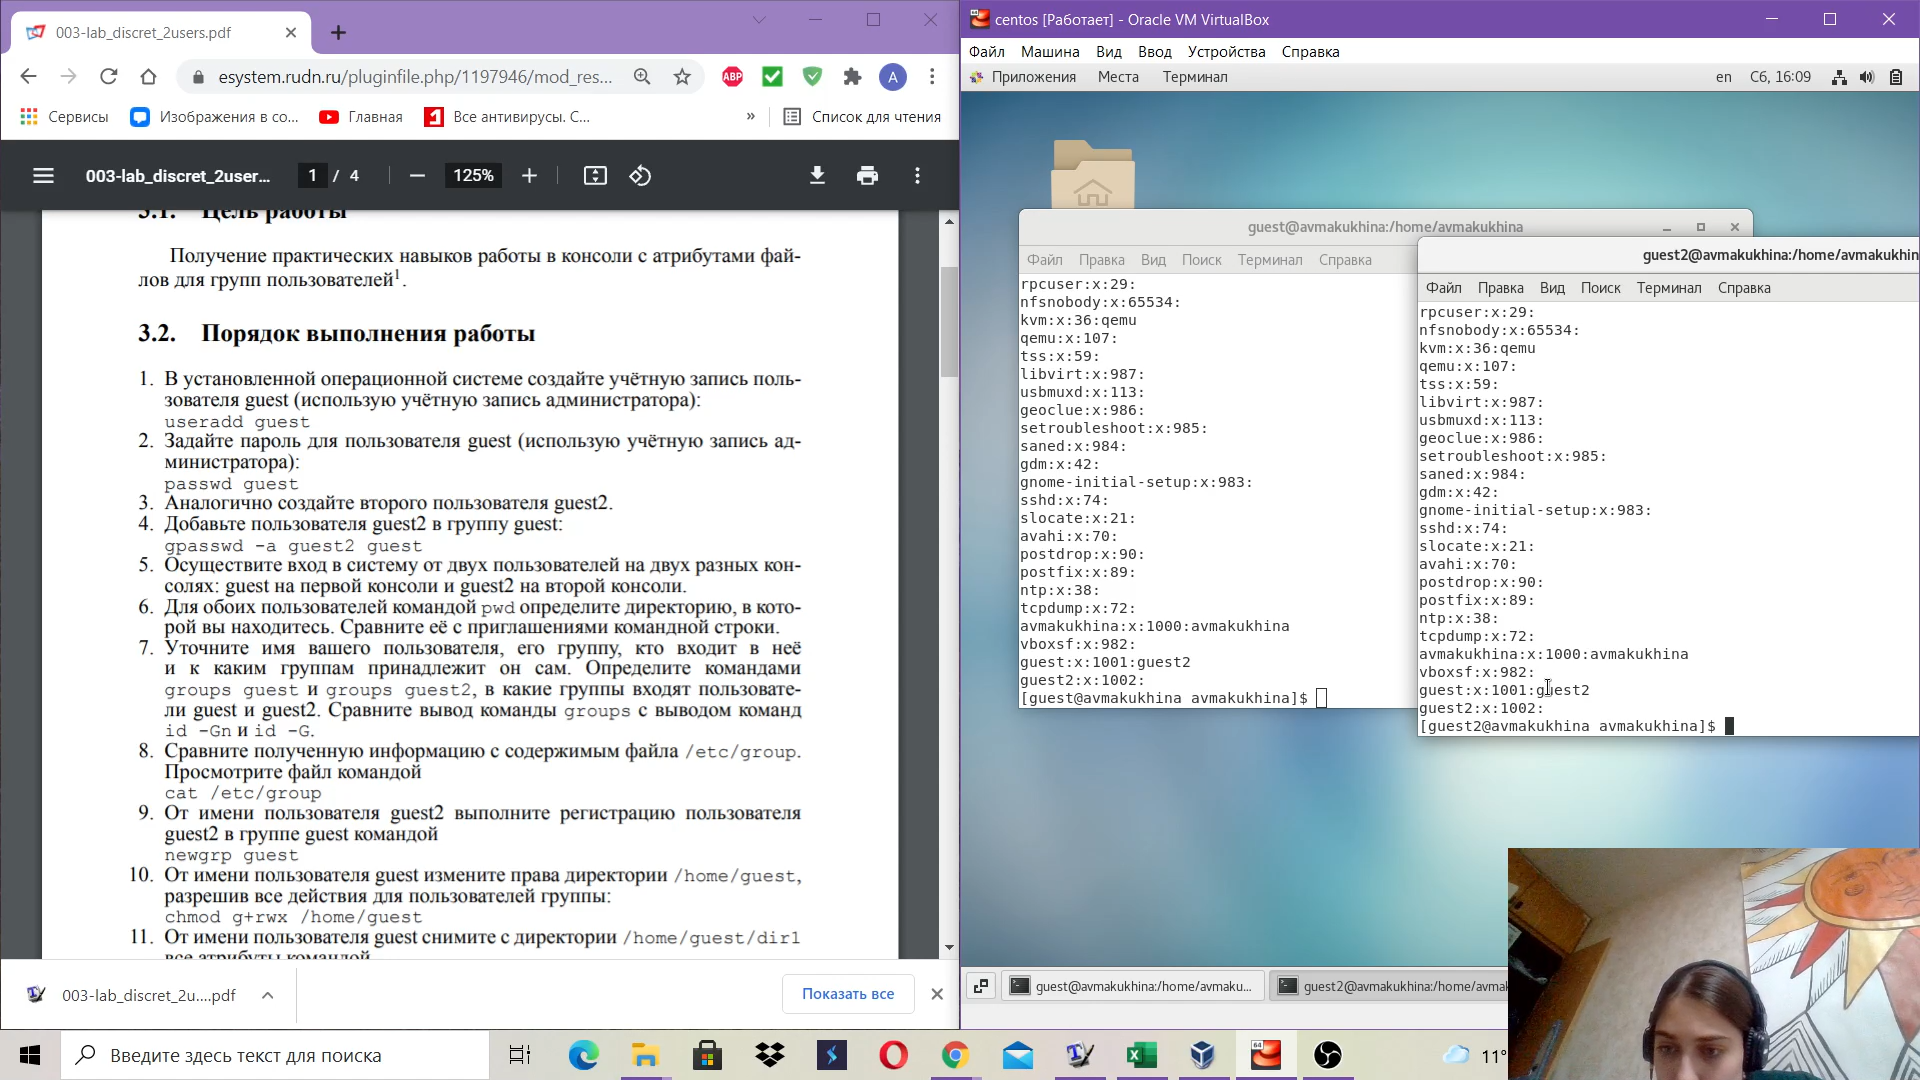 003-lab_discret_2users.pdf
esystem.rudn.ru/pluginfile.php/1197946/mod_res...
ABP
A
Сервисы
Изображения в со...
Главная
Все антивирусы. С...
»
Список для чтения
003-lab_discret_2user...
1 / 4
125%
3.1. Цель работы
Получение практических навыков работы в консоли с атрибутами фай-
лов для групп пользователей1.
3.2. Порядок выполнения работы
1. В установленной операционной системе создайте учётную запись поль-
зователя guest (использую учётную запись администратора):
useradd guest
2. Задайте пароль для пользователя guest (использую учётную запись ад-
министратора):
passwd guest
3. Аналогично создайте второго пользователя guest2.
4. Добавьте пользователя guest2 в группу guest:
gpasswd -a guest2 guest
5. Осуществите вход в систему от двух пользователей на двух разных кон-
солях: guest на первой консоли и guest2 на второй консоли.
6. Для обоих пользователей командой pwd определите директорию, в кото-
рой вы находитесь. Сравните её с приглашениями командной строки.
7. Уточните имя вашего пользователя, его группу, кто входит в неё
и к каким группам принадлежит он сам. Определите командами
groups guest и groups guest2, в какие группы входят пользовате-
ли guest и guest2. Сравните вывод команды groups с выводом команд
id -Gn и id -G.
8. Сравните полученную информацию с содержимым файла /etc/group.
Просмотрите файл командой
cat /etc/group
9. От имени пользователя guest2 выполните регистрацию пользователя
guest2 в группе guest командой
newgrp guest
10. От имени пользователя guest измените права директории /home/guest,
разрешив все действия для пользователей группы:
chmod g+rwx /home/guest
11. От имени пользователя guest снимите с директории /home/guest/dir1
все атрибуты командой
003-lab_discret_2u....pdf
Показать все
centos [Работает] - Oracle VM VirtualBox
Файл Машина Вид Ввод Устройства Справка
Приложения Места Терминал
en Сб, 16:09
guest@avmakukhina:/home/avmakukhina
Файл Правка Вид Поиск Терминал Справка
rpcuser:x:29:
nfsnobody:x:65534:
kvm:x:36:qemu
qemu:x:107:
tss:x:59:
libvirt:x:987:
usbmuxd:x:113:
geoclue:x:986:
setroubleshoot:x:985:
saned:x:984:
gdm:x:42:
gnome-initial-setup:x:983:
sshd:x:74:
slocate:x:21:
avahi:x:70:
postdrop:x:90:
postfix:x:89:
ntp:x:38:
tcpdump:x:72:
avmakukhina:x:1000:avmakukhina
vboxsf:x:982:
guest:x:1001:guest2
guest2:x:1002:
[guest@avmakukhina avmakukhina]$
guest2@avmakukhina:/home/avmakukhin
Файл Правка Вид Поиск Терминал Справка
rpcuser:x:29:
nfsnobody:x:65534:
kvm:x:36:qemu
qemu:x:107:
tss:x:59:
libvirt:x:987:
usbmuxd:x:113:
geoclue:x:986:
setroubleshoot:x:985:
saned:x:984:
gdm:x:42:
gnome-initial-setup:x:983:
sshd:x:74:
slocate:x:21:
avahi:x:70:
postdrop:x:90:
postfix:x:89:
ntp:x:38:
tcpdump:x:72:
avmakukhina:x:1000:avmakukhina
vboxsf:x:982:
guest:x:1001:guest2
guest2:x:1002:
[guest2@avmakukhina avmakukhina]$
guest@avmakukhina:/home/avmaku...
guest2@avmakukhina:/home/avma
Введите здесь текст для поиска
64
11°